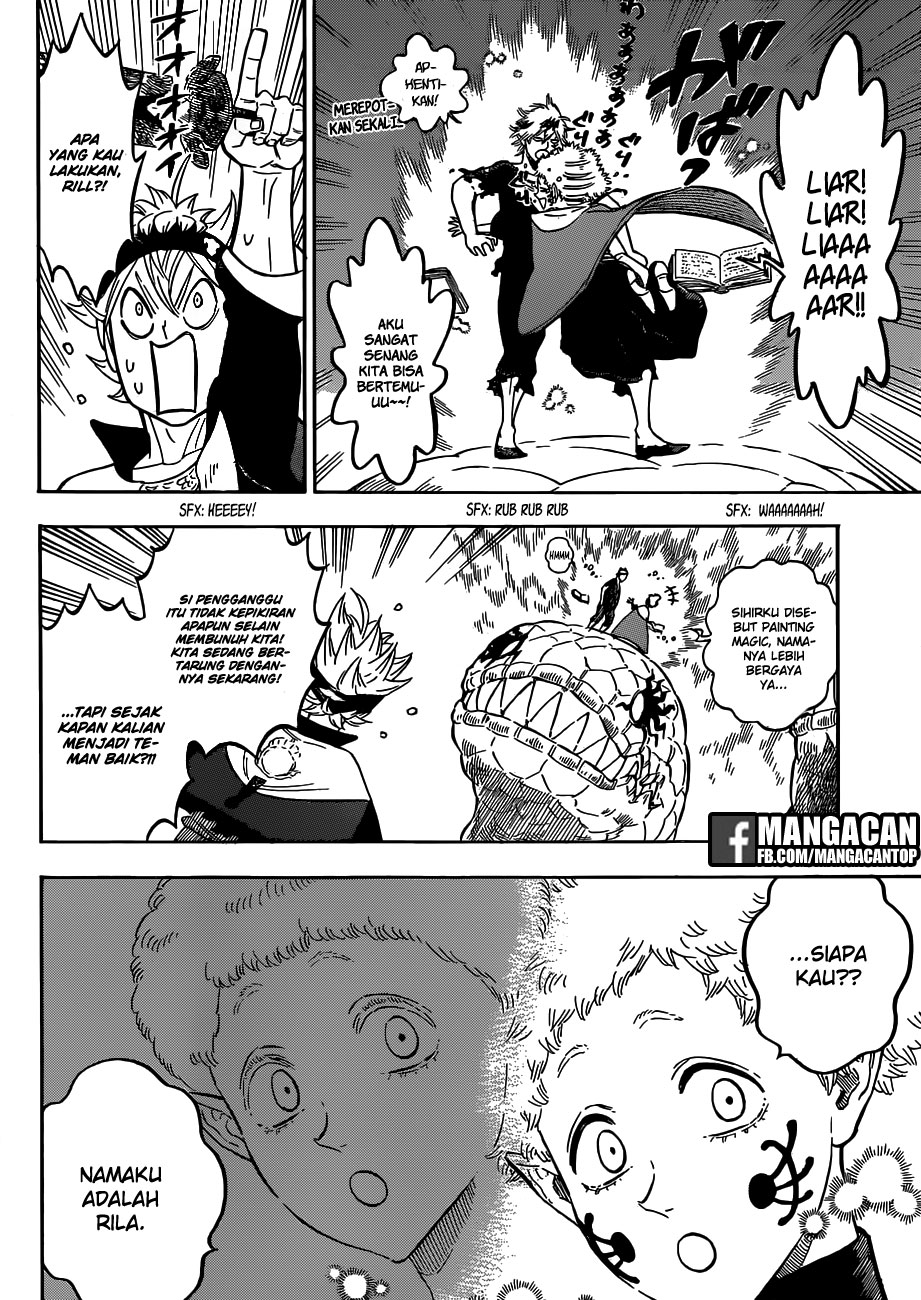 LIAR!
LIAR!
LIAAA
AAAAA
AAR!!
AP-
HENTI-
KAN!
MEREPOT-
KAN SEKALI..
AKU
SANGAT
SENANG
KITA BISA
BERTEMU-
UU~~!
APA
YANG KAU
LAKUKAN,
RILL?!
SFX: HEEEEY!
SFX: RUB RUB RUB
SFX: WAAAAAAAH!
SIHIRKU DISE-
BUT PAINTING
MAGIC, NAMA-
NYA LEBIH
BERGAYA
YA...
HMMM
SI PENGGANGGU
ITU TIDAK KEPIKIRAN
APAPUN SELAIN
MEMBUNUH KITA!
KITA SEDANG BER-
TARUNG DENGAN-
NYA SEKARANG!
...TAPI SEJAK
KAPAN KALIAN
MENJADI TE-
MAN BAIK?!!
f MANGACAN
FB.COM/MANGACANTOP
...SIAPA
KAU??
NAMAKU
ADALAH
RILA.